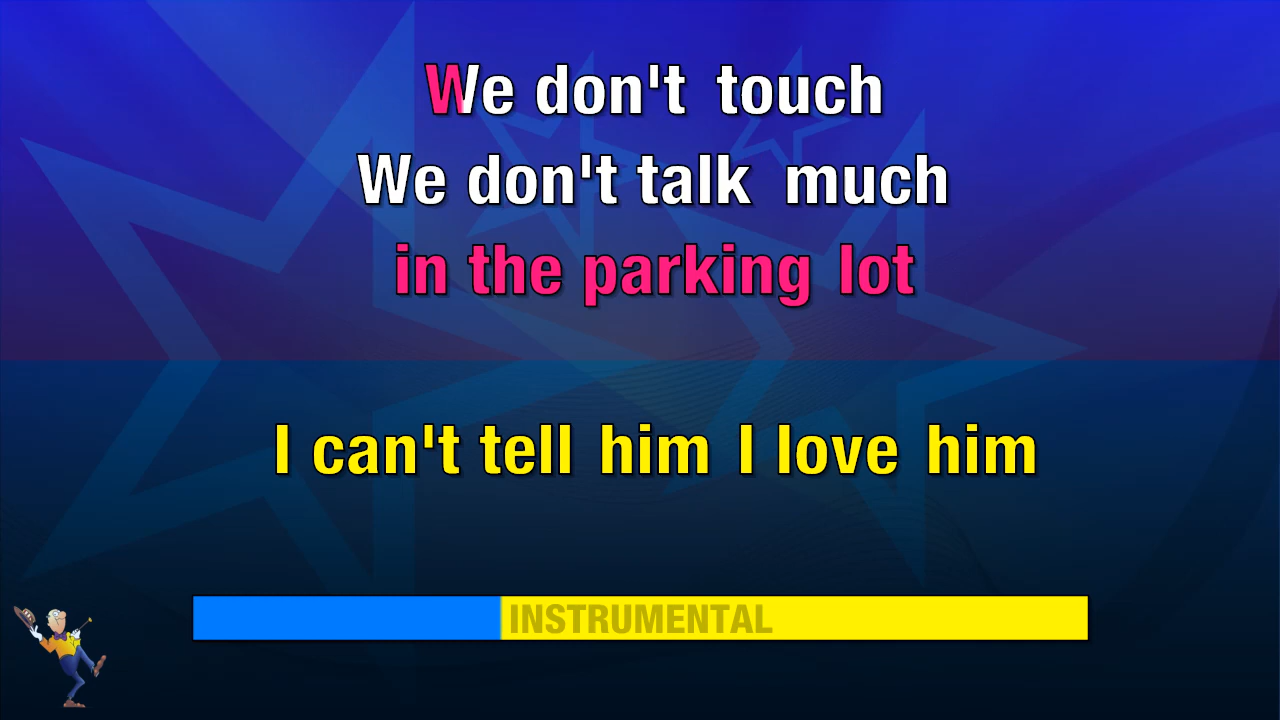 We don't touch
We don't talk much
in the parking lot
I can't tell him I love him
INSTRUMENTAL